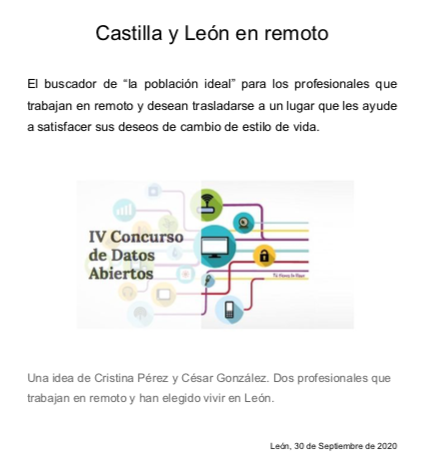 Castilla y León en remoto
El buscador de “la población ideal” para los profesionales que
trabajan en remoto y desean trasladarse a un lugar que les ayude
a satisfacer sus deseos de cambio de estilo de vida.
IV Concurso
de Datos
Abiertos
Una idea de Cristina Pérez y César González. Dos profesionales que
trabajan en remoto y han elegido vivir en León.
León, 30 de Septiembre de 2020